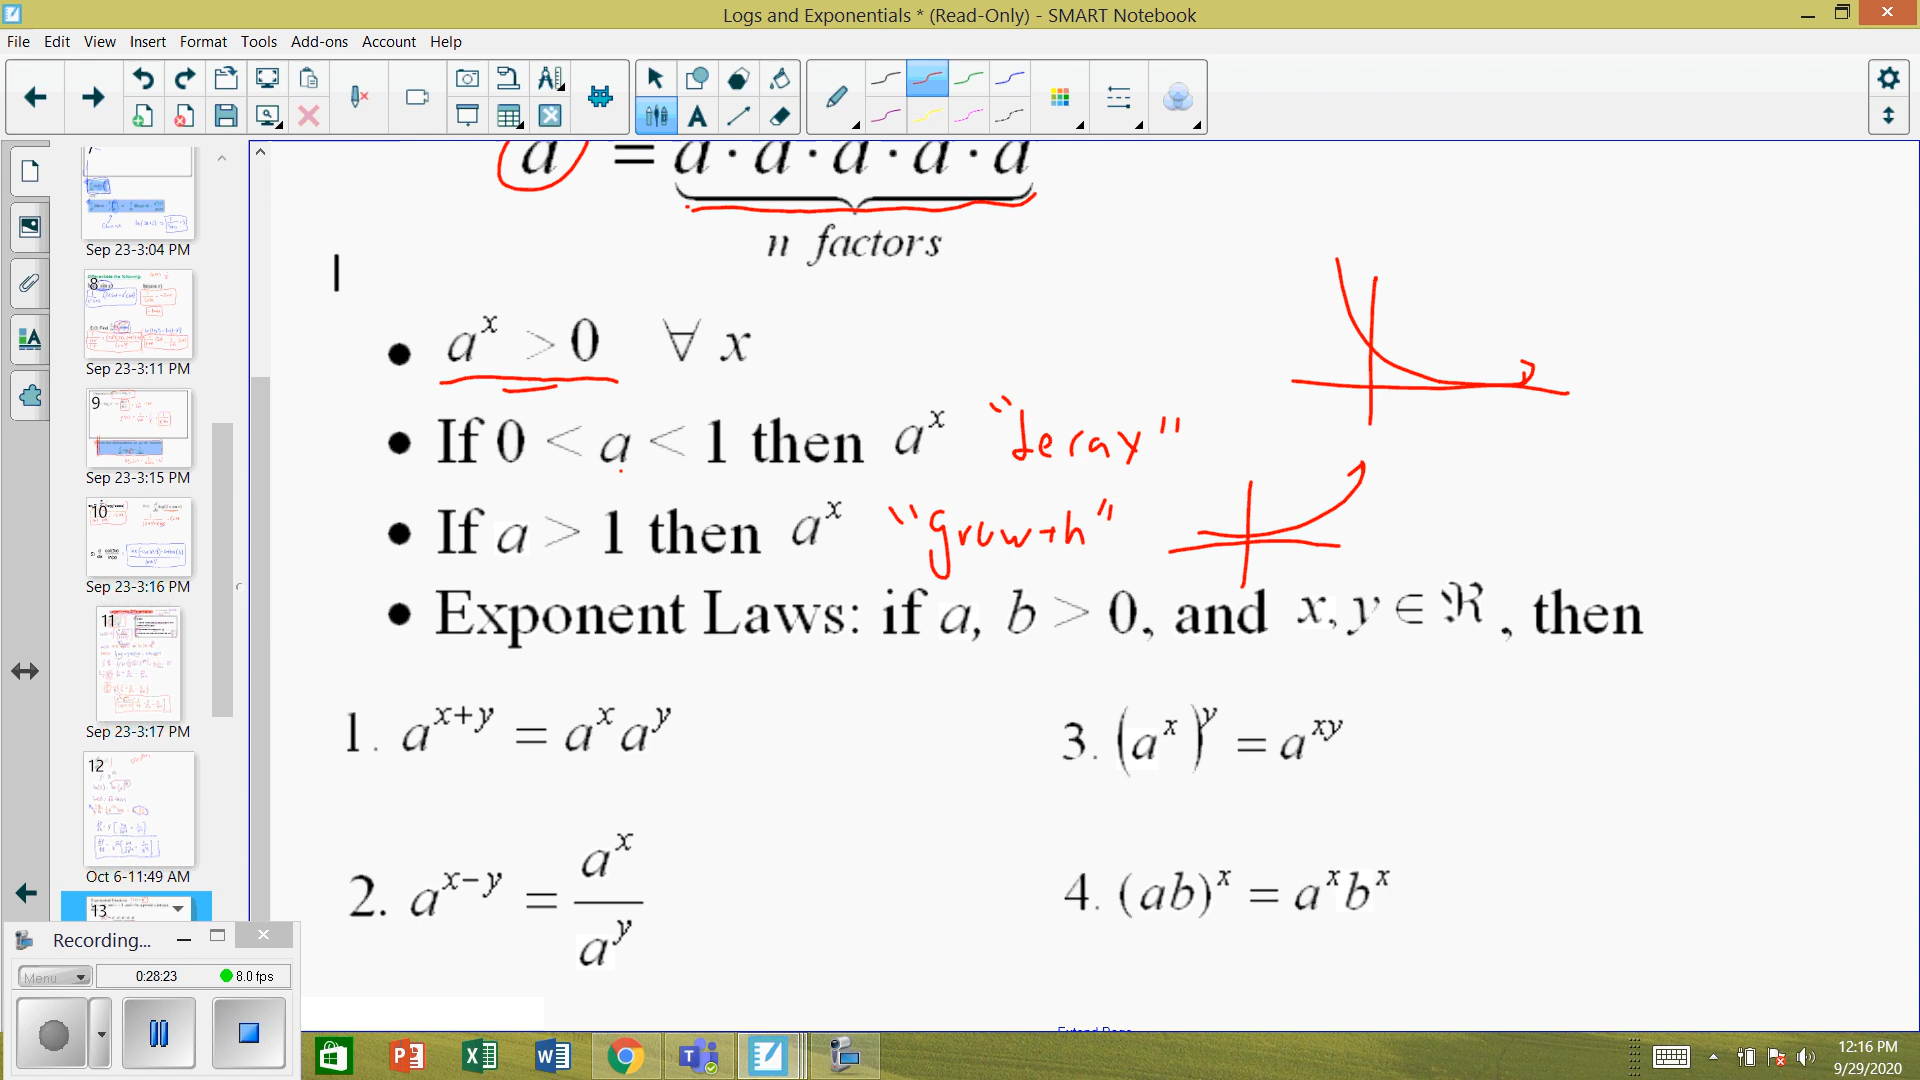 Logs and Exponentials * (Read-Only) - SMART Notebook
File Edit View Insert Format Tools Add-ons Account Help
a = a · a · a · a · a
n factors
Sep 23-3:04 PM
8
Sep 23-3:11 PM
9
Sep 23-3:15 PM
10
Sep 23-3:16 PM
11
Sep 23-3:17 PM
12
Oct 6-11:49 AM
13
• a^x > 0 ∀ x
• If 0 < a < 1 then a^x "decay"
• If a > 1 then a^x "growth"
• Exponent Laws: if a, b > 0, and x, y ∈ ℜ, then
1. a^{x+y} = a^x a^y
3. (a^x)^y = a^{xy}
2. a^{x-y} = a^x / a^y
4. (ab)^x = a^x b^x
Recording...
Menu 0:28:23 8.0 fps
Extend Page
12:16 PM
9/29/2020